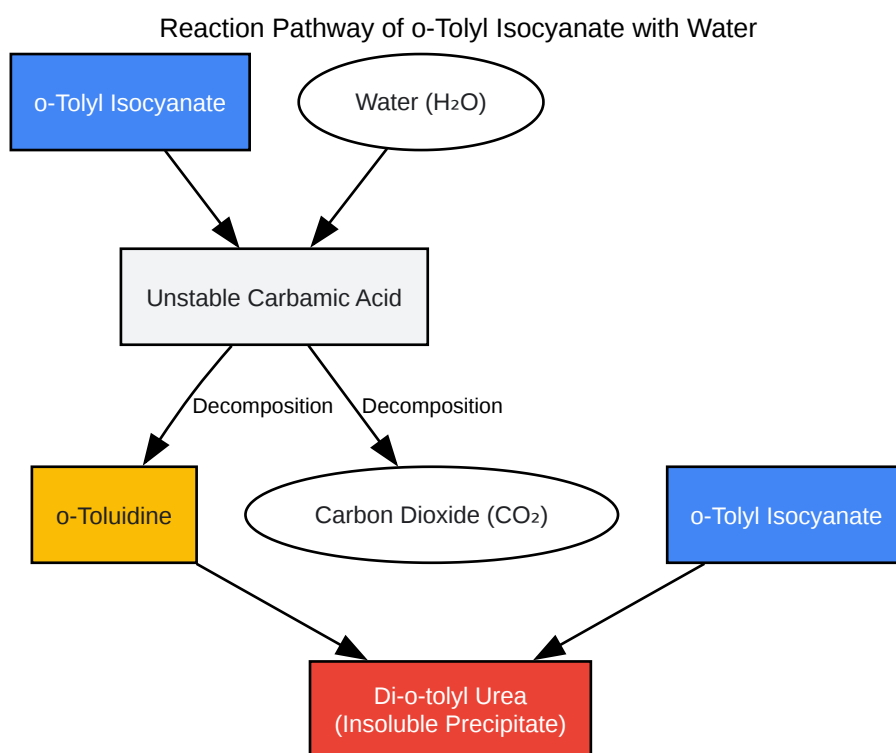 Reaction Pathway of o-Tolyl Isocyanate with Water
o-Tolyl Isocyanate
Water (H₂O)
Unstable Carbamic Acid
Decomposition
Decomposition
o-Toluidine
Carbon Dioxide (CO₂)
o-Tolyl Isocyanate
Di-o-tolyl Urea
(Insoluble Precipitate)